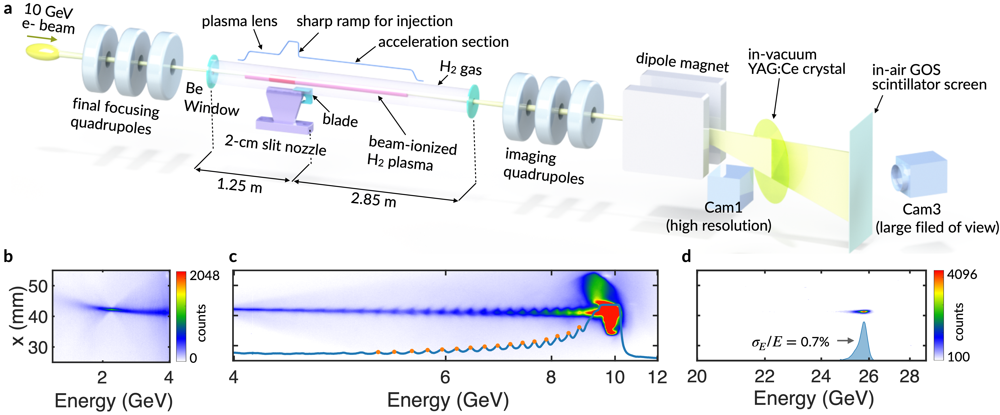 a
10 GeV
e- beam
plasma lens
sharp ramp for injection
acceleration section
H2 gas
dipole magnet
in-vacuum
YAG:Ce crystal
in-air GOS
scintillator screen
final focusing
quadrupoles
Be
Window
2-cm slit nozzle
blade
beam-ionized
H2 plasma
imaging
quadrupoles
1.25 m
2.85 m
Cam1
(high resolution)
Cam3
(large filed of view)
b
x (mm)
50
40
30
2 4
Energy (GeV)
2048
0
counts
c
4 6 8 10 12
Energy (GeV)
d
σE/E = 0.7%
20 22 24 26 28
Energy (GeV)
4096
100
counts